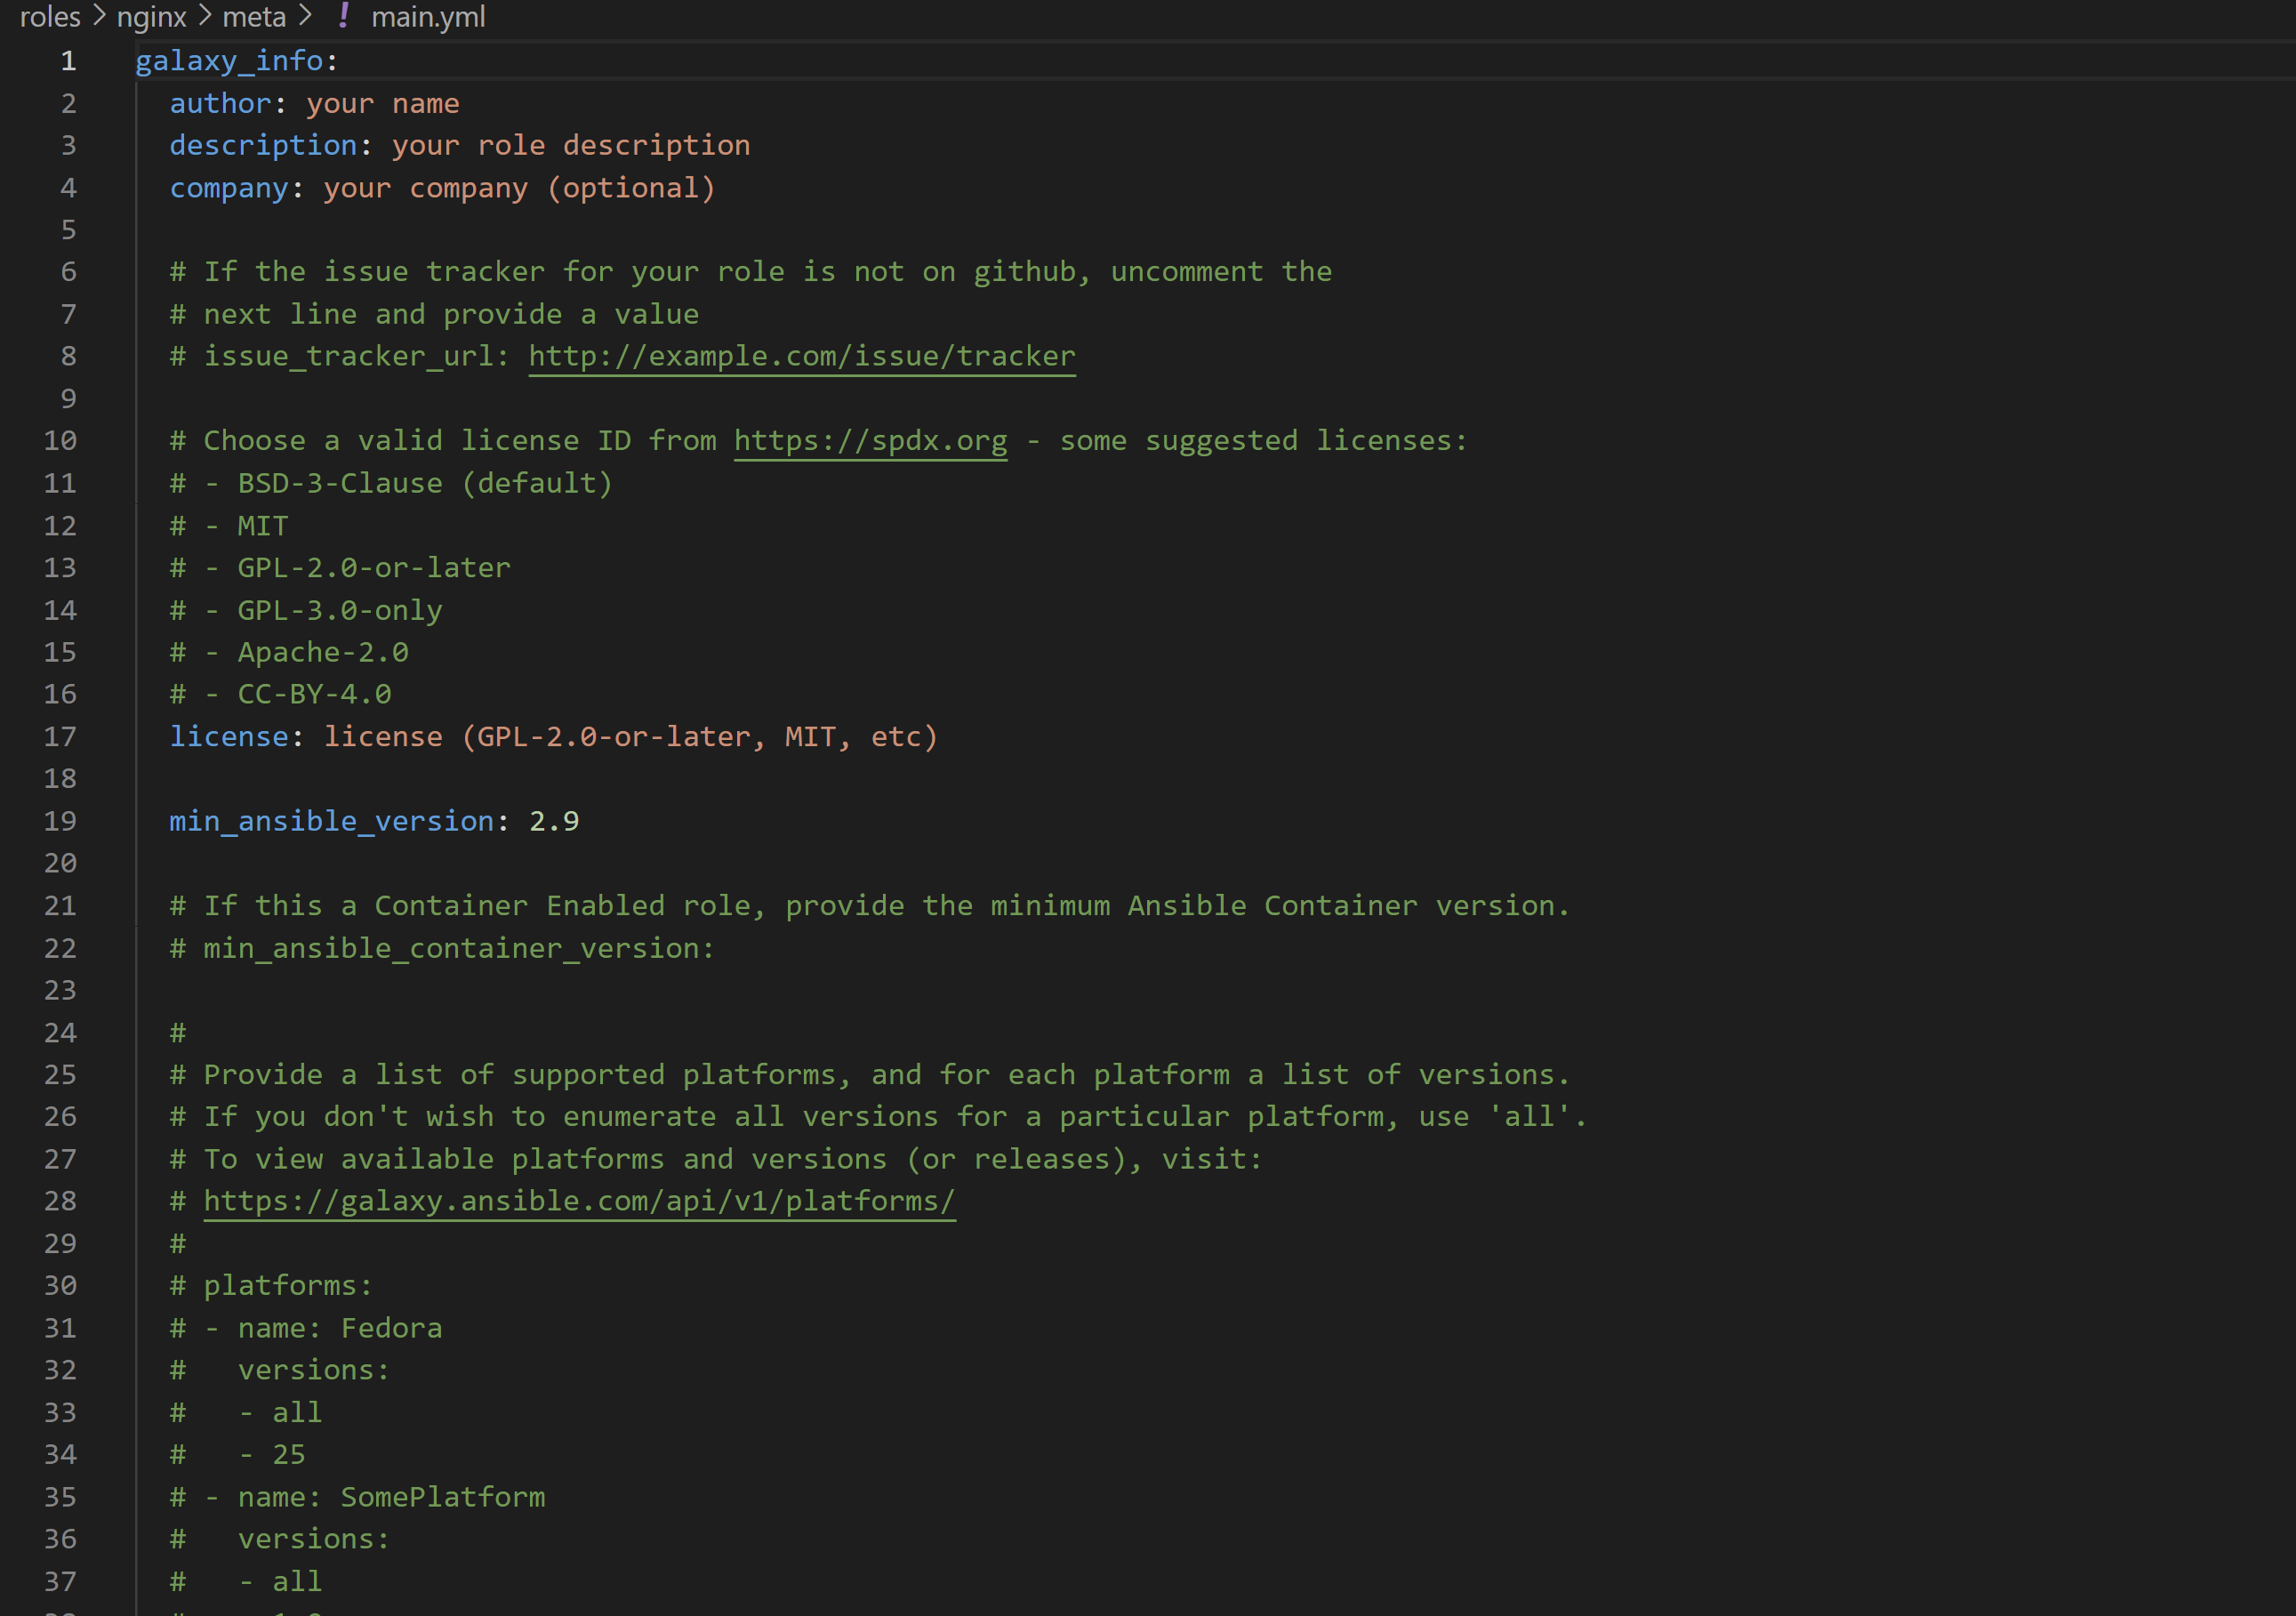 roles > nginx > meta > ! main.yml
1 galaxy_info:
2   author: your name
3   description: your role description
4   company: your company (optional)
5
6   # If the issue tracker for your role is not on github, uncomment the
7   # next line and provide a value
8   # issue_tracker_url: http://example.com/issue/tracker
9
10   # Choose a valid license ID from https://spdx.org - some suggested licenses:
11   # - BSD-3-Clause (default)
12   # - MIT
13   # - GPL-2.0-or-later
14   # - GPL-3.0-only
15   # - Apache-2.0
16   # - CC-BY-4.0
17   license: license (GPL-2.0-or-later, MIT, etc)
18
19   min_ansible_version: 2.9
20
21   # If this a Container Enabled role, provide the minimum Ansible Container version.
22   # min_ansible_container_version:
23
24   #
25   # Provide a list of supported platforms, and for each platform a list of versions.
26   # If you don't wish to enumerate all versions for a particular platform, use 'all'.
27   # To view available platforms and versions (or releases), visit:
28   # https://galaxy.ansible.com/api/v1/platforms/
29   #
30   # platforms:
31   # - name: Fedora
32   #   versions:
33   #   - all
34   #   - 25
35   # - name: SomePlatform
36   #   versions:
37   #   - all